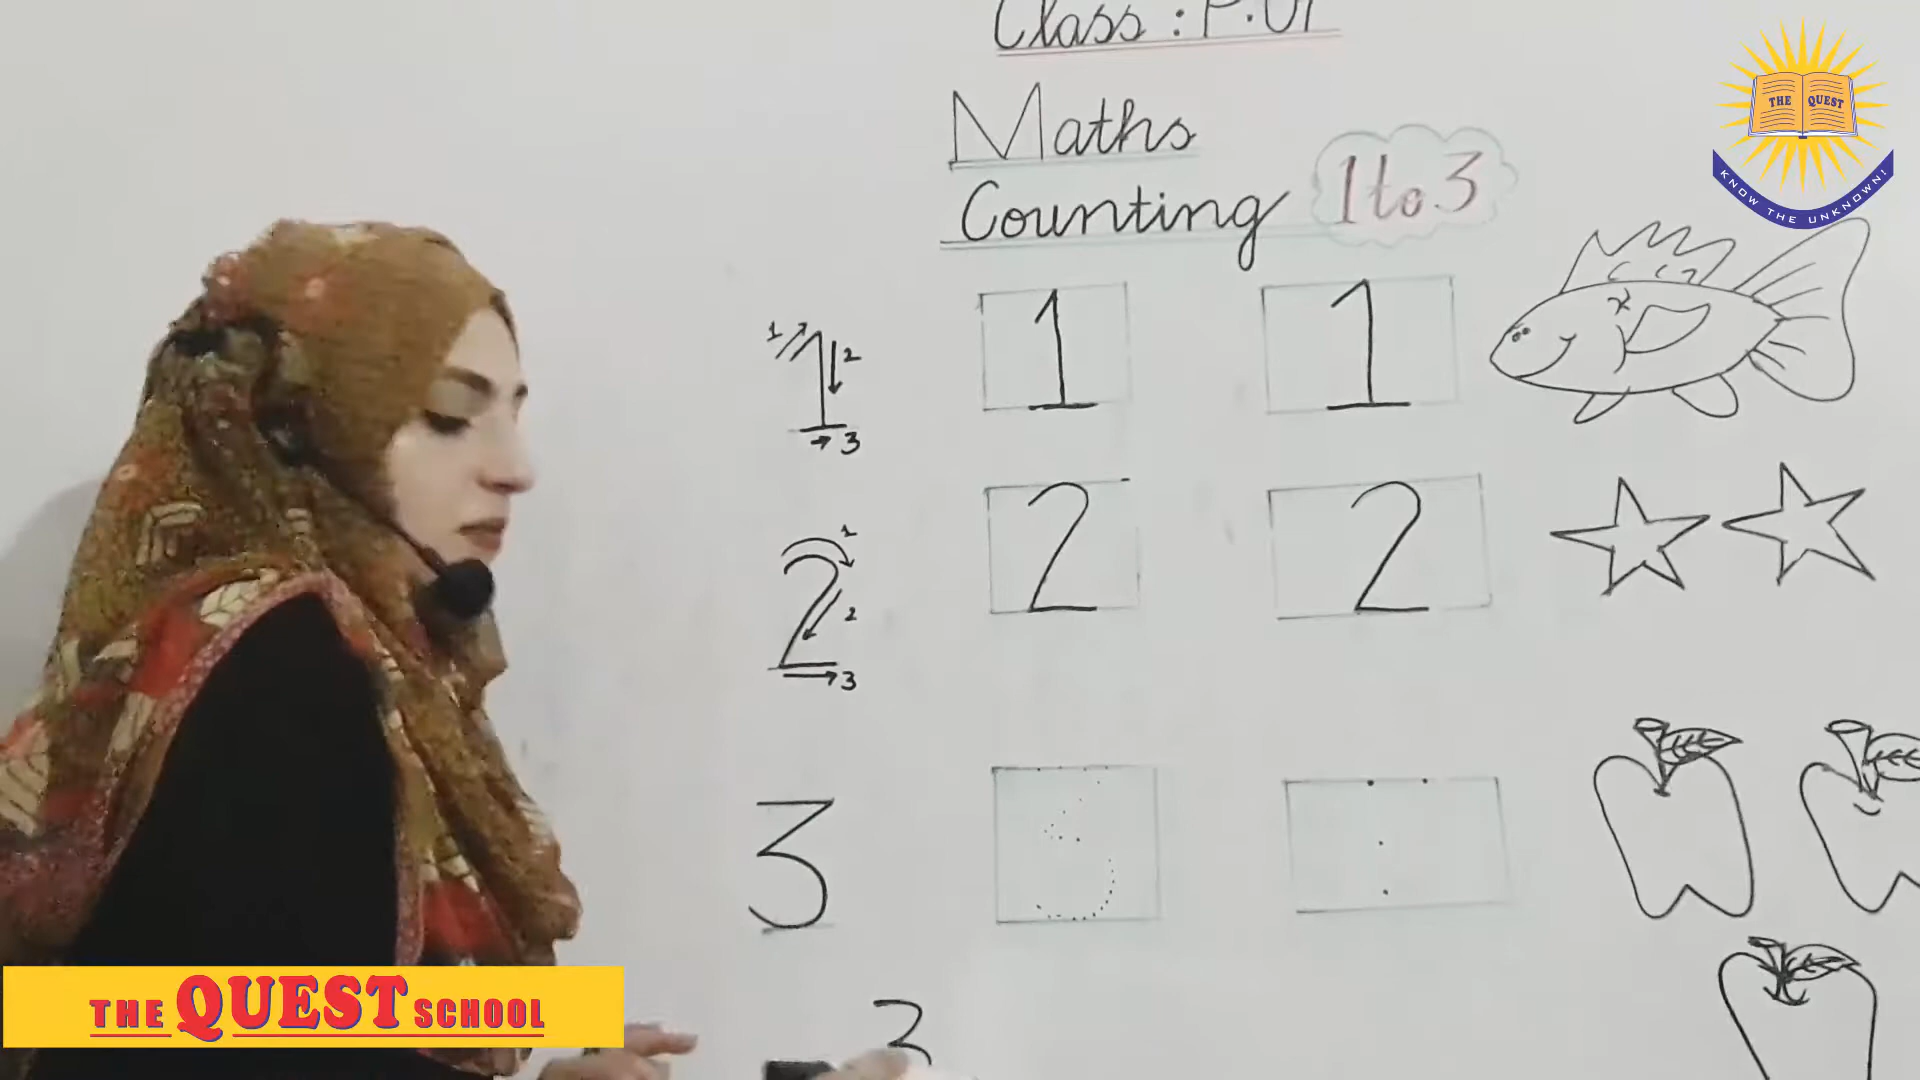 Class : P.
Maths
Counting 1 to 3
THE QUEST
KNOW THE UNKNOWN!
1 1 1
1 2 3
2 2 2
1 2 3
3
3
THE QUEST SCHOOL